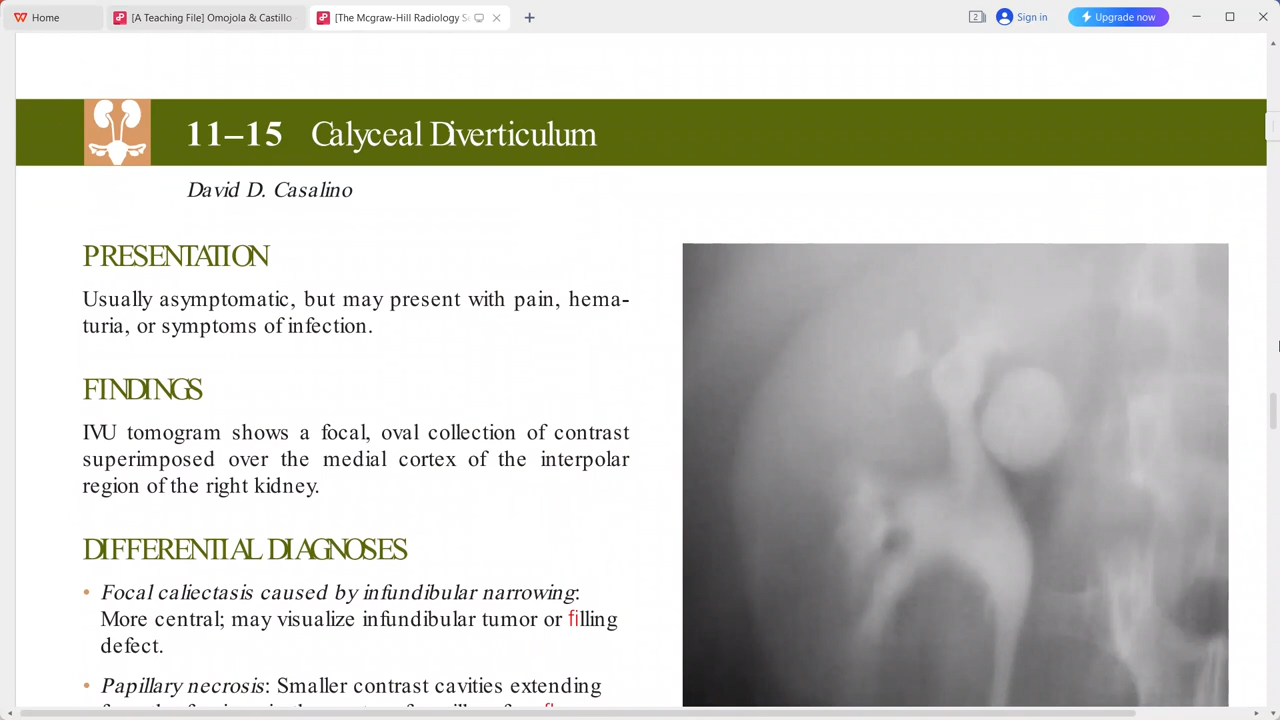 Home
[A Teaching File] Omojola & Castillo
[The Mcgraw-Hill Radiology S
2
Sign in
Upgrade now
11–15 Calyceal Diverticulum
David D. Casalino
PRESENTATION
Usually asymptomatic, but may present with pain, hema-
turia, or symptoms of infection.
FINDINGS
IVU tomogram shows a focal, oval collection of contrast
superimposed over the medial cortex of the interpolar
region of the right kidney.
DIFFERENTIAL DIAGNOSES
• Focal caliectasis caused by infundibular narrowing:
More central; may visualize infundibular tumor or filling
defect.
• Papillary necrosis: Smaller contrast cavities extending